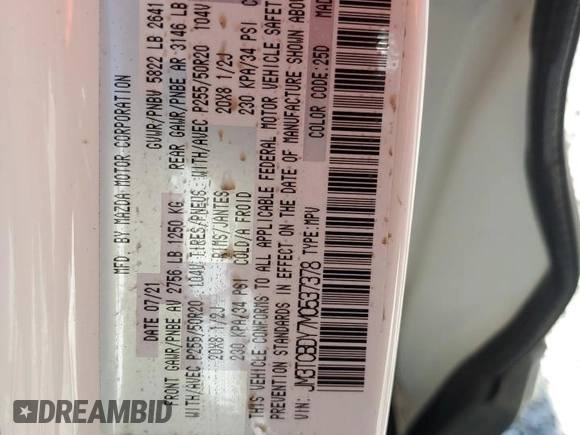 MFD. BY MAZDA MOTOR CORPORATION
DATE 07/21 GVWR/PNBV 5822 LB 2641
FRONT GAWR/PNBE AV 2756 LB 1250 KG REAR GAWR/PNBE AR 3146 LB
WITH/AVEC P255/50R20 104V TIRES/PNEUS WITH/AVEC P255/50R20 104V
20X8 1/2J RIMS/JANTES 20X8 1/2J
230 KPA/34 PSI COLD/A FROID 230 KPA/34 PSI
THIS VEHICLE CONFORMS TO ALL APPLICABLE FEDERAL MOTOR VEHICLE SAFET
PREVENTION STANDARDS IN EFFECT ON THE DATE OF MANUFACTURE SHOWN ABOV
COLOR CODE:25D MAD
VIN: JM3TCBDY7M0537378 TYPE:MPV
DREAMBID